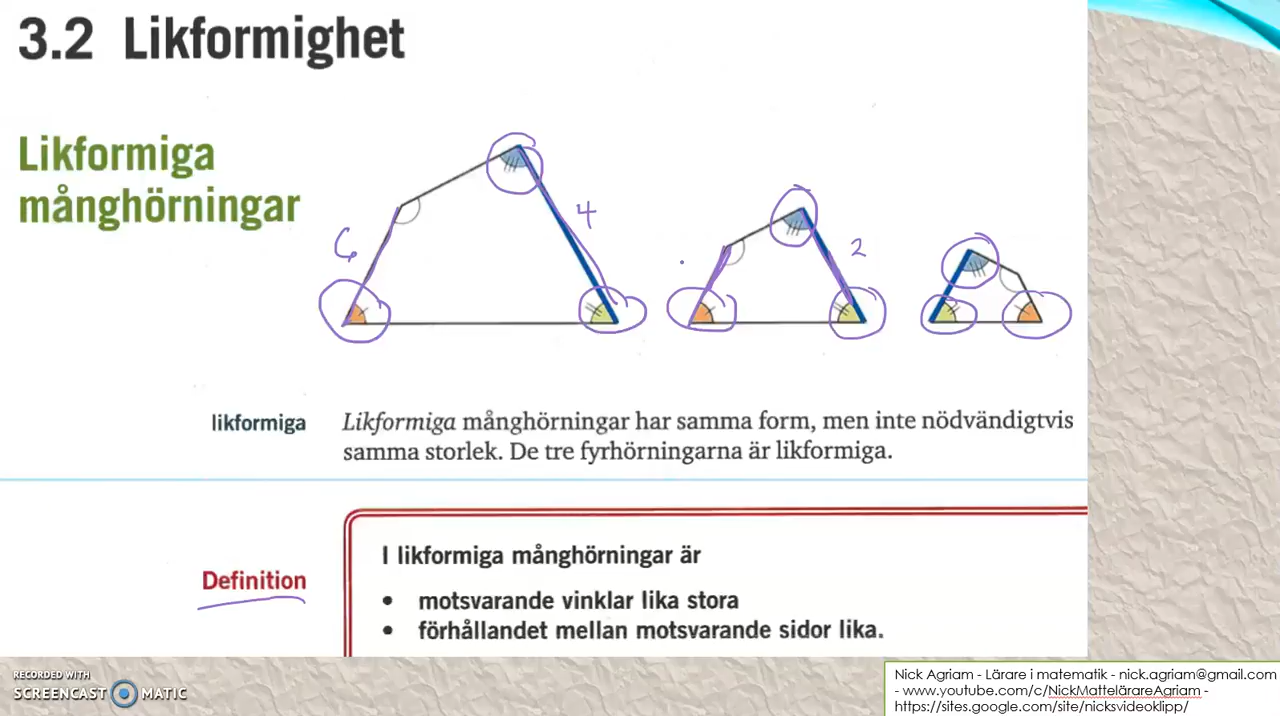 3.2 Likformighet
Likformiga
månghörningar
6
4
2
likformiga
Likformiga månghörningar har samma form, men inte nödvändigtvis
samma storlek. De tre fyrhörningarna är likformiga.
Definition
I likformiga månghörningar är
• motsvarande vinklar lika stora
• förhållandet mellan motsvarande sidor lika.
RECORDED WITH
SCREENCAST MATIC
Nick Agriam - Lärare i matematik - nick.agriam@gmail.com
- www.youtube.com/c/NickMattelärareAgriam -
https://sites.google.com/site/nicksvideoklipp/